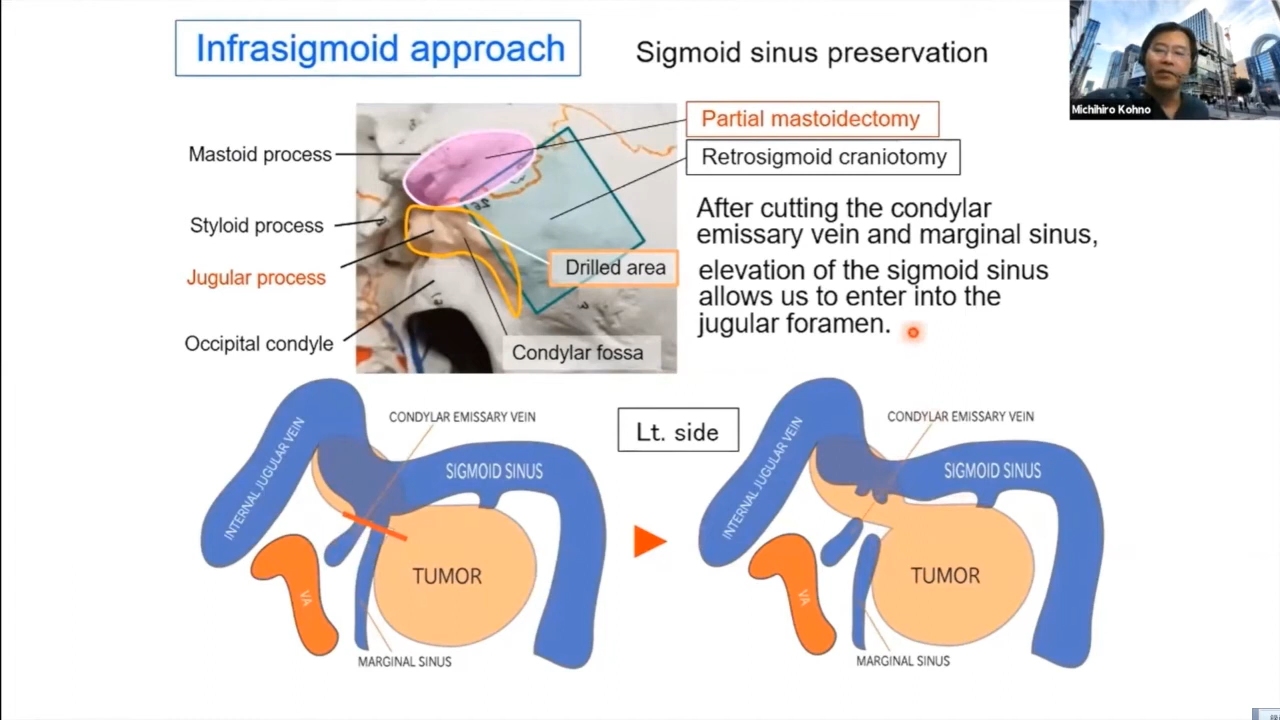 Infrasigmoid approach
Sigmoid sinus preservation
Michihiro Kohno
Mastoid process
Styloid process
Jugular process
Occipital condyle
Partial mastoidectomy
Retrosigmoid craniotomy
Drilled area
Condylar fossa
After cutting the condylar
emissary vein and marginal sinus,
elevation of the sigmoid sinus
allows us to enter into the
jugular foramen.
Lt. side
CONDYLAR EMISSARY VEIN
INTERNAL JUGULAR VEIN
SIGMOID SINUS
TUMOR
VA
MARGINAL SINUS
CONDYLAR EMISSARY VEIN
INTERNAL JUGULAR VEIN
SIGMOID SINUS
TUMOR
VA
MARGINAL SINUS